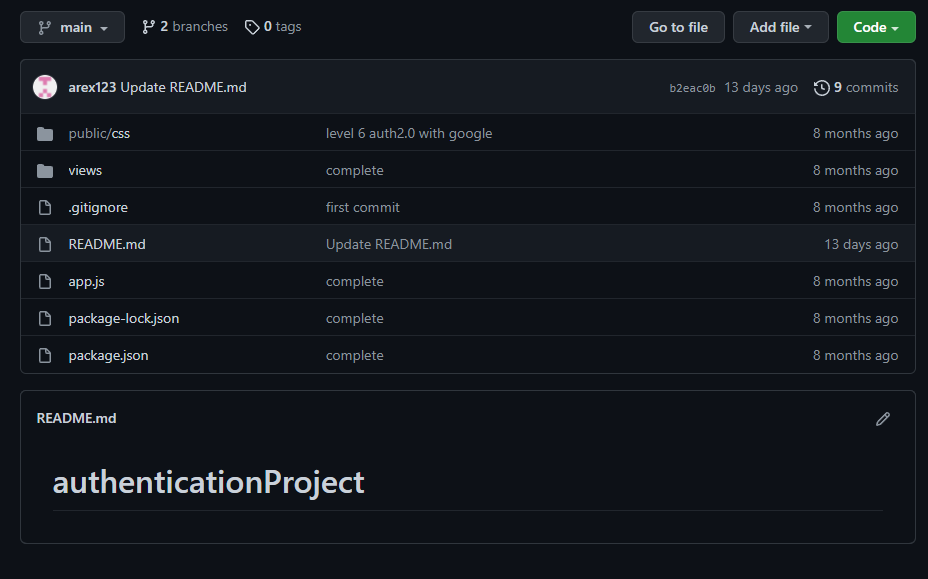 main 2 branches 0 tags Go to file Add file Code
arex123 Update README.md b2eac0b 13 days ago 9 commits
public/css level 6 auth2.0 with google 8 months ago
views complete 8 months ago
.gitignore first commit 8 months ago
README.md Update README.md 13 days ago
app.js complete 8 months ago
package-lock.json complete 8 months ago
package.json complete 8 months ago
README.md
authenticationProject